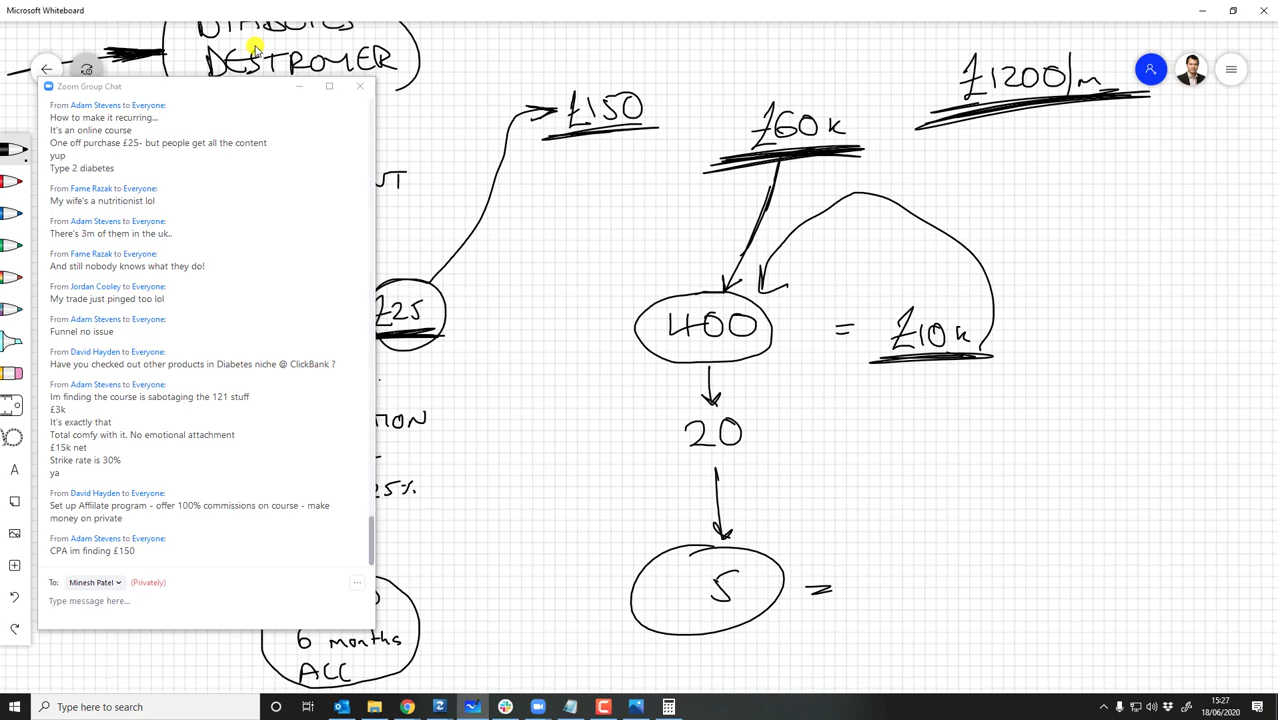 Microsoft Whiteboard
DIABETES
DESTROYER
£1200/m
Zoom Group Chat
From Adam Stevens to Everyone:
How to make it recurring...
It's an online course
One off purchase £25- but people get all the content
yup
Type 2 diabetes
From Fame Razak to Everyone:
My wife's a nutritionist lol
From Adam Stevens to Everyone:
There's 3m of them in the uk..
From Fame Razak to Everyone:
And still nobody knows what they do!
From Jordan Cooley to Everyone:
My trade just pinged too lol
From Adam Stevens to Everyone:
Funnel no issue
From David Hayden to Everyone:
Have you checked out other products in Diabetes niche @ ClickBank ?
From Adam Stevens to Everyone:
Im finding the course is sabotaging the 121 stuff
£3k
It's exactly that
Total comfy with it. No emotional attachment
£15k net
Strike rate is 30%
ya
From David Hayden to Everyone:
Set up Affiilate program - offer 100% commissions on course - make
money on private
From Adam Stevens to Everyone:
CPA im finding £150
To: Minesh Patel (Privately)
Type message here...
£150
£60k
£25
400 = £10k
20
25%
5 =
6 months
ACC
Type here to search
15:27
18/06/2020